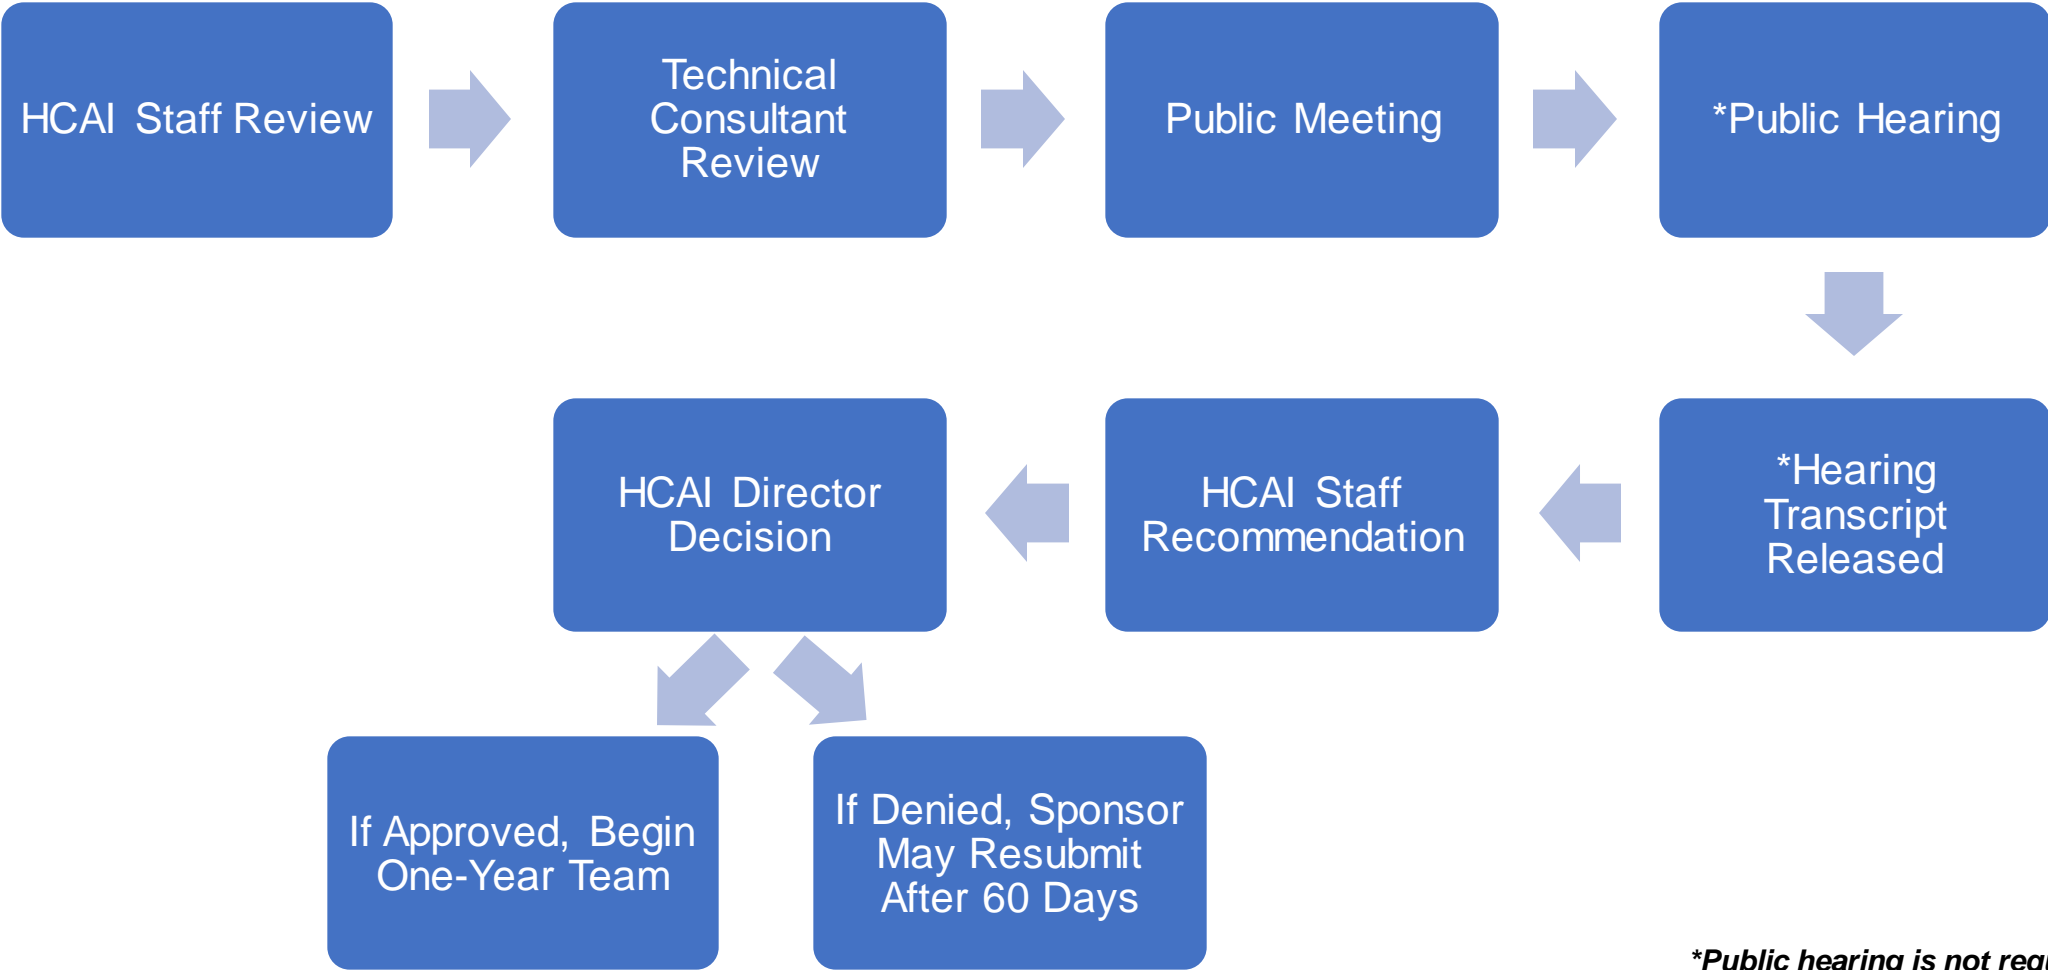 HCAI Staff Review
Technical
Consultant
Review
Public Meeting
*Public Hearing
*Hearing
Transcript
Released
HCAI Staff
Recommendation
HCAI Director
Decision
If Approved, Begin
One-Year Team
If Denied, Sponsor
May Resubmit
After 60 Days
*Public hearing is not